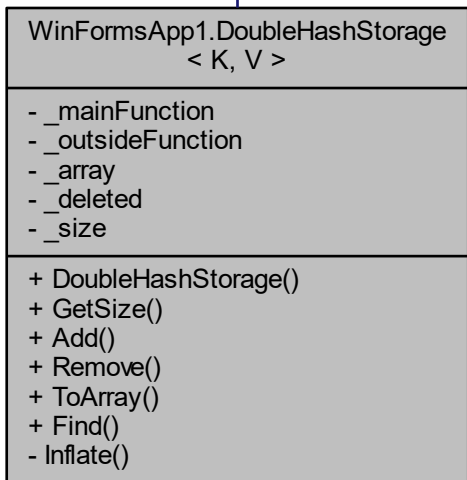 WinFormsApp1.DoubleHashStorage
< K, V >
- _mainFunction
- _outsideFunction
- _array
- _deleted
- _size
+ DoubleHashStorage()
+ GetSize()
+ Add()
+ Remove()
+ ToArray()
+ Find()
- Inflate()